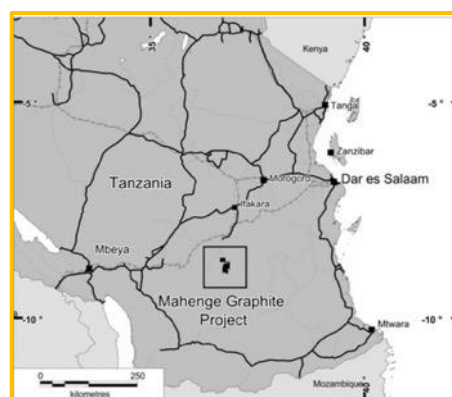 35
40
Kenya
-5
-5
Tanga
Zanzibar
Morogoro
Dar es Salaam
Tanzania
Ifakara
Mbeya
Mahenge Graphite
Project
-10
-10 °
Mtwara
0
250
kilometres
Mozambique
40